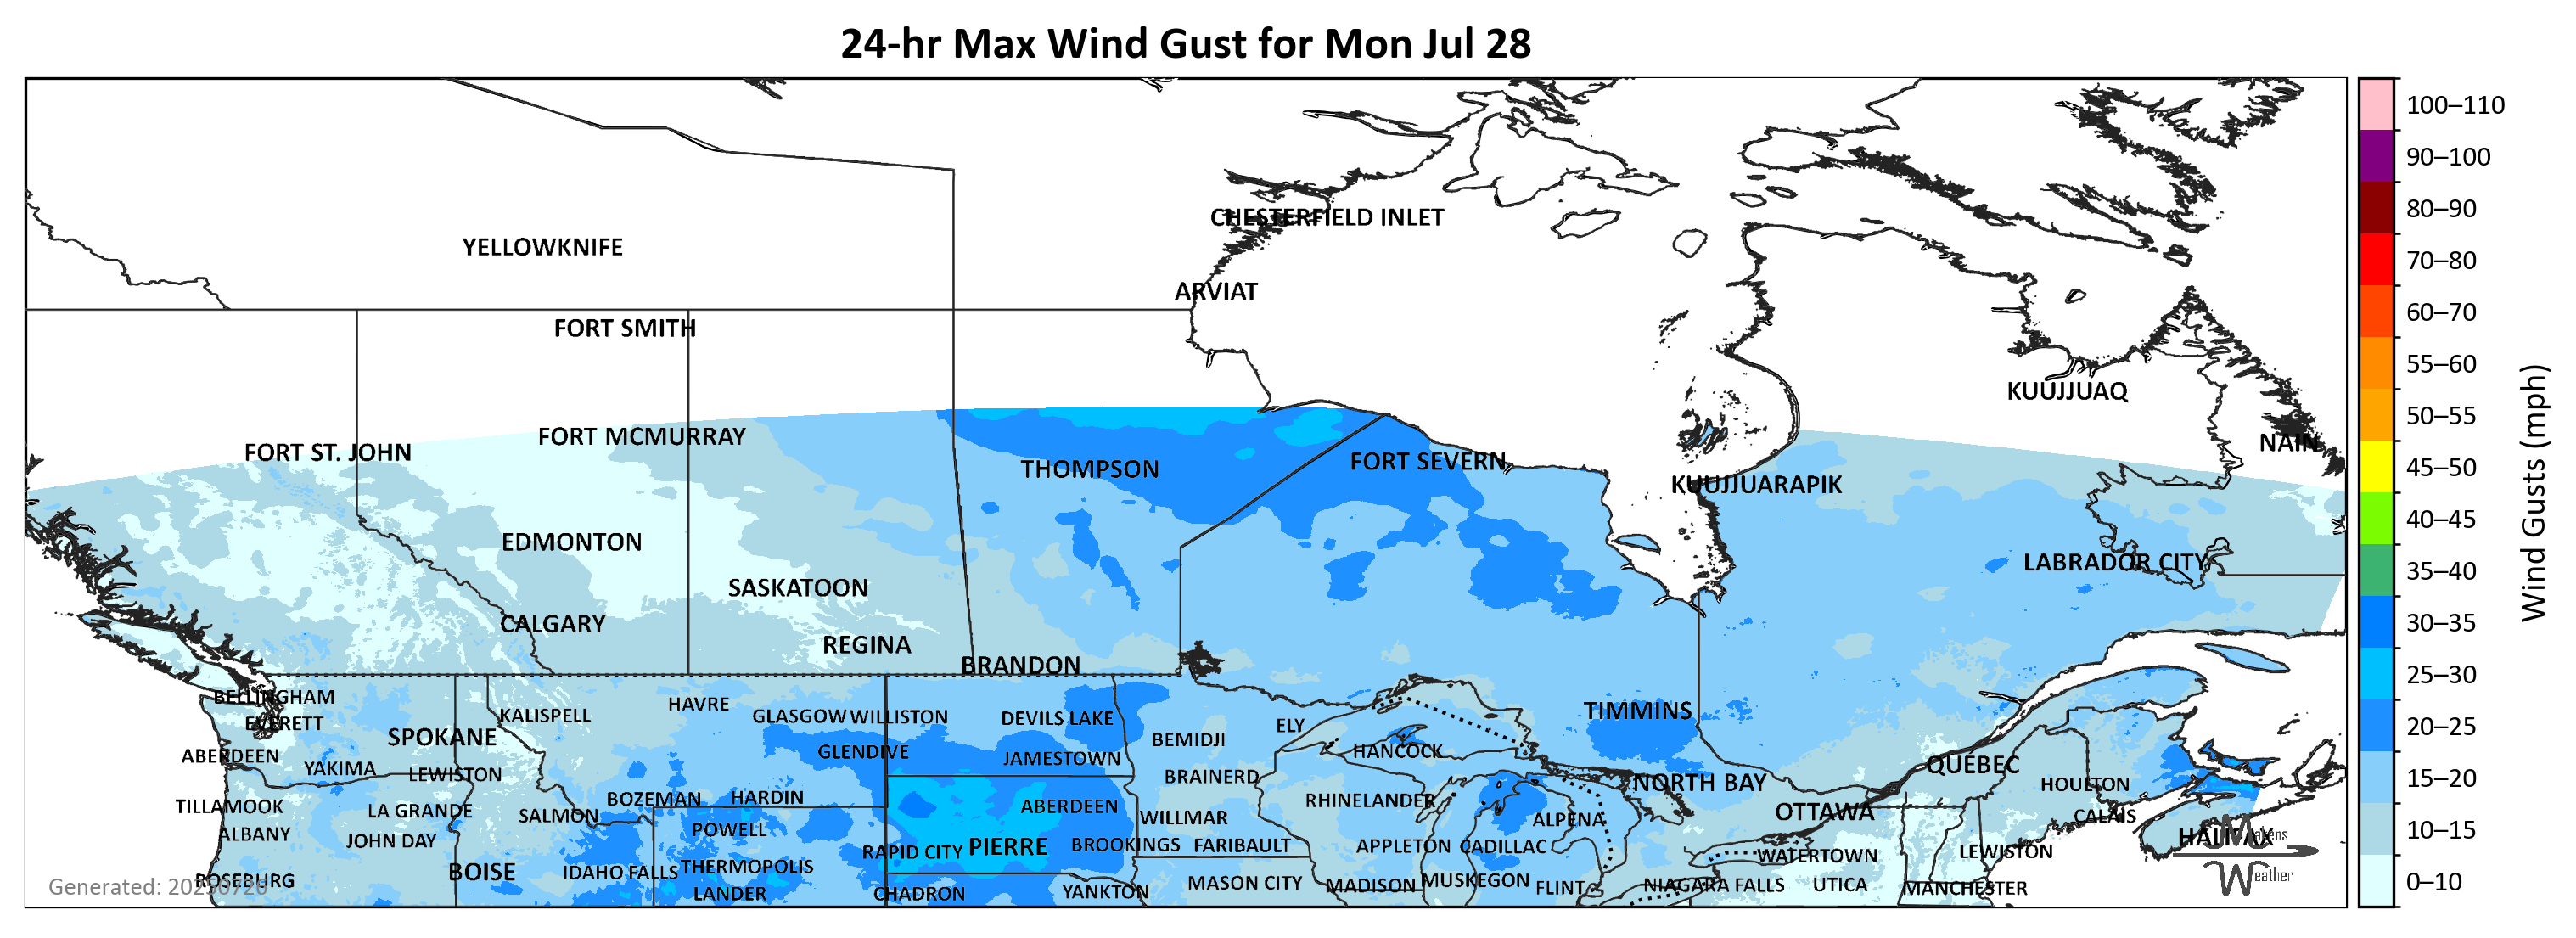 24-hr Max Wind Gust for Mon Jul 28
100–110
90–100
80–90
CHESTERFIELD INLET
YELLOWKNIFE
70–80
ARVIAT
60–70
FORT SMITH
55–60
KUUJJUAQ
50–55
FORT MCMURRAY
NAIN
FORT ST. JOHN
THOMPSON
FORT SEVERN
45–50
KUUJJUARAPIK
40–45
EDMONTON
LABRADOR CITY
35–40
SASKATOON
CALGARY
30–35
REGINA
BRANDON
25–30
Wind Gusts (mph)
BELLINGHAM
HAVRE
KALISPELL
GLASGOW WILLISTON
DEVILS LAKE
TIMMINS
EVERETT
ELY
20–25
SPOKANE
BEMIDJI
ABERDEEN
GLENDIVE
JAMESTOWN
HANCOCK
YAKIMA
LEWISTON
BRAINERD
QUEBEC
15–20
NORTH BAY
HOULTON
TILLAMOOK
LA GRANDE
SALMON
BOZEMAN
HARDIN
ABERDEEN
RHINELANDER
OTTAWA
CALAIS
ALBANY
JOHN DAY
POWELL
WILLMAR
ALPENA
10–15
HALIFAX
Makens
RAPID CITY
PIERRE
BROOKINGS
FARIBAULT
APPLETON
CADILLAC
WATERTOWN
LEWISTON
BOISE
IDAHO FALLS
THERMOPOLIS
Weather
ROSEBURG
Generated: 20250726
LANDER
CHADRON
YANKTON
MASON CITY
MADISON
MUSKEGON
FLINT
NIAGARA FALLS
UTICA
MANCHESTER
0–10